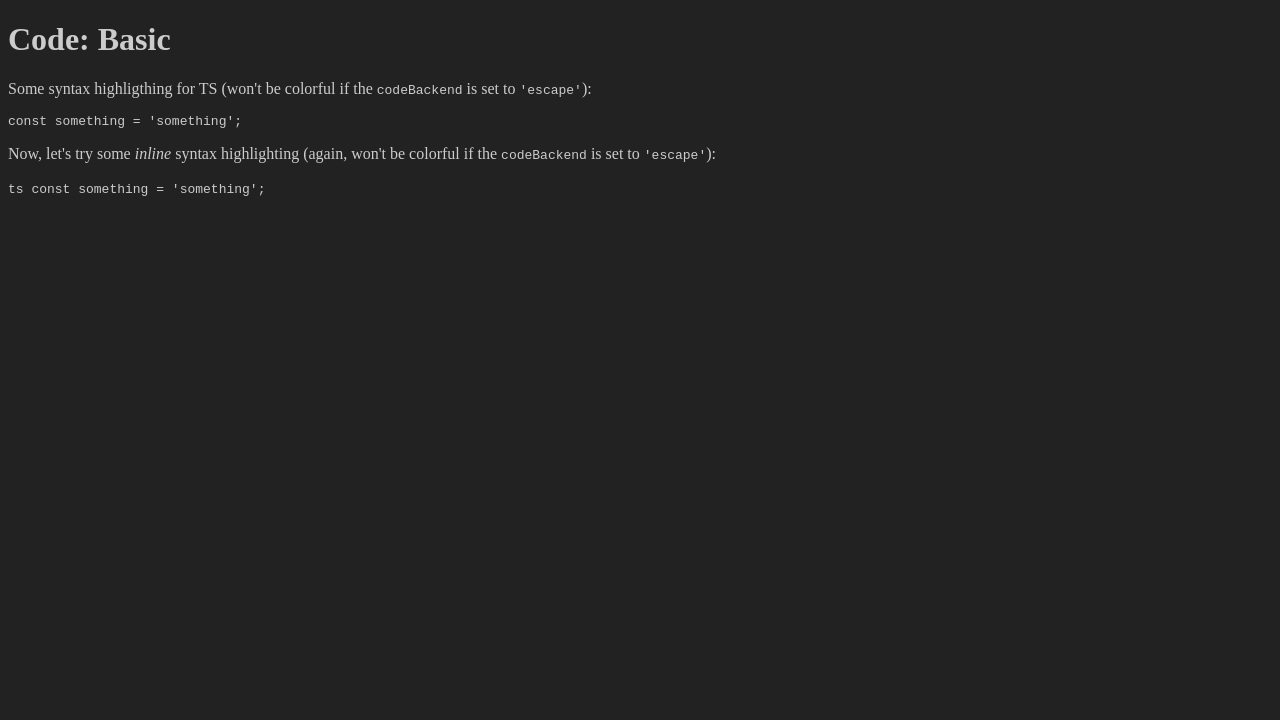 Code: Basic
Some syntax highligthing for TS (won't be colorful if the codeBackend is set to 'escape'):
const something = 'something';
Now, let's try some inline syntax highlighting (again, won't be colorful if the codeBackend is set to 'escape'):
ts const something = 'something';